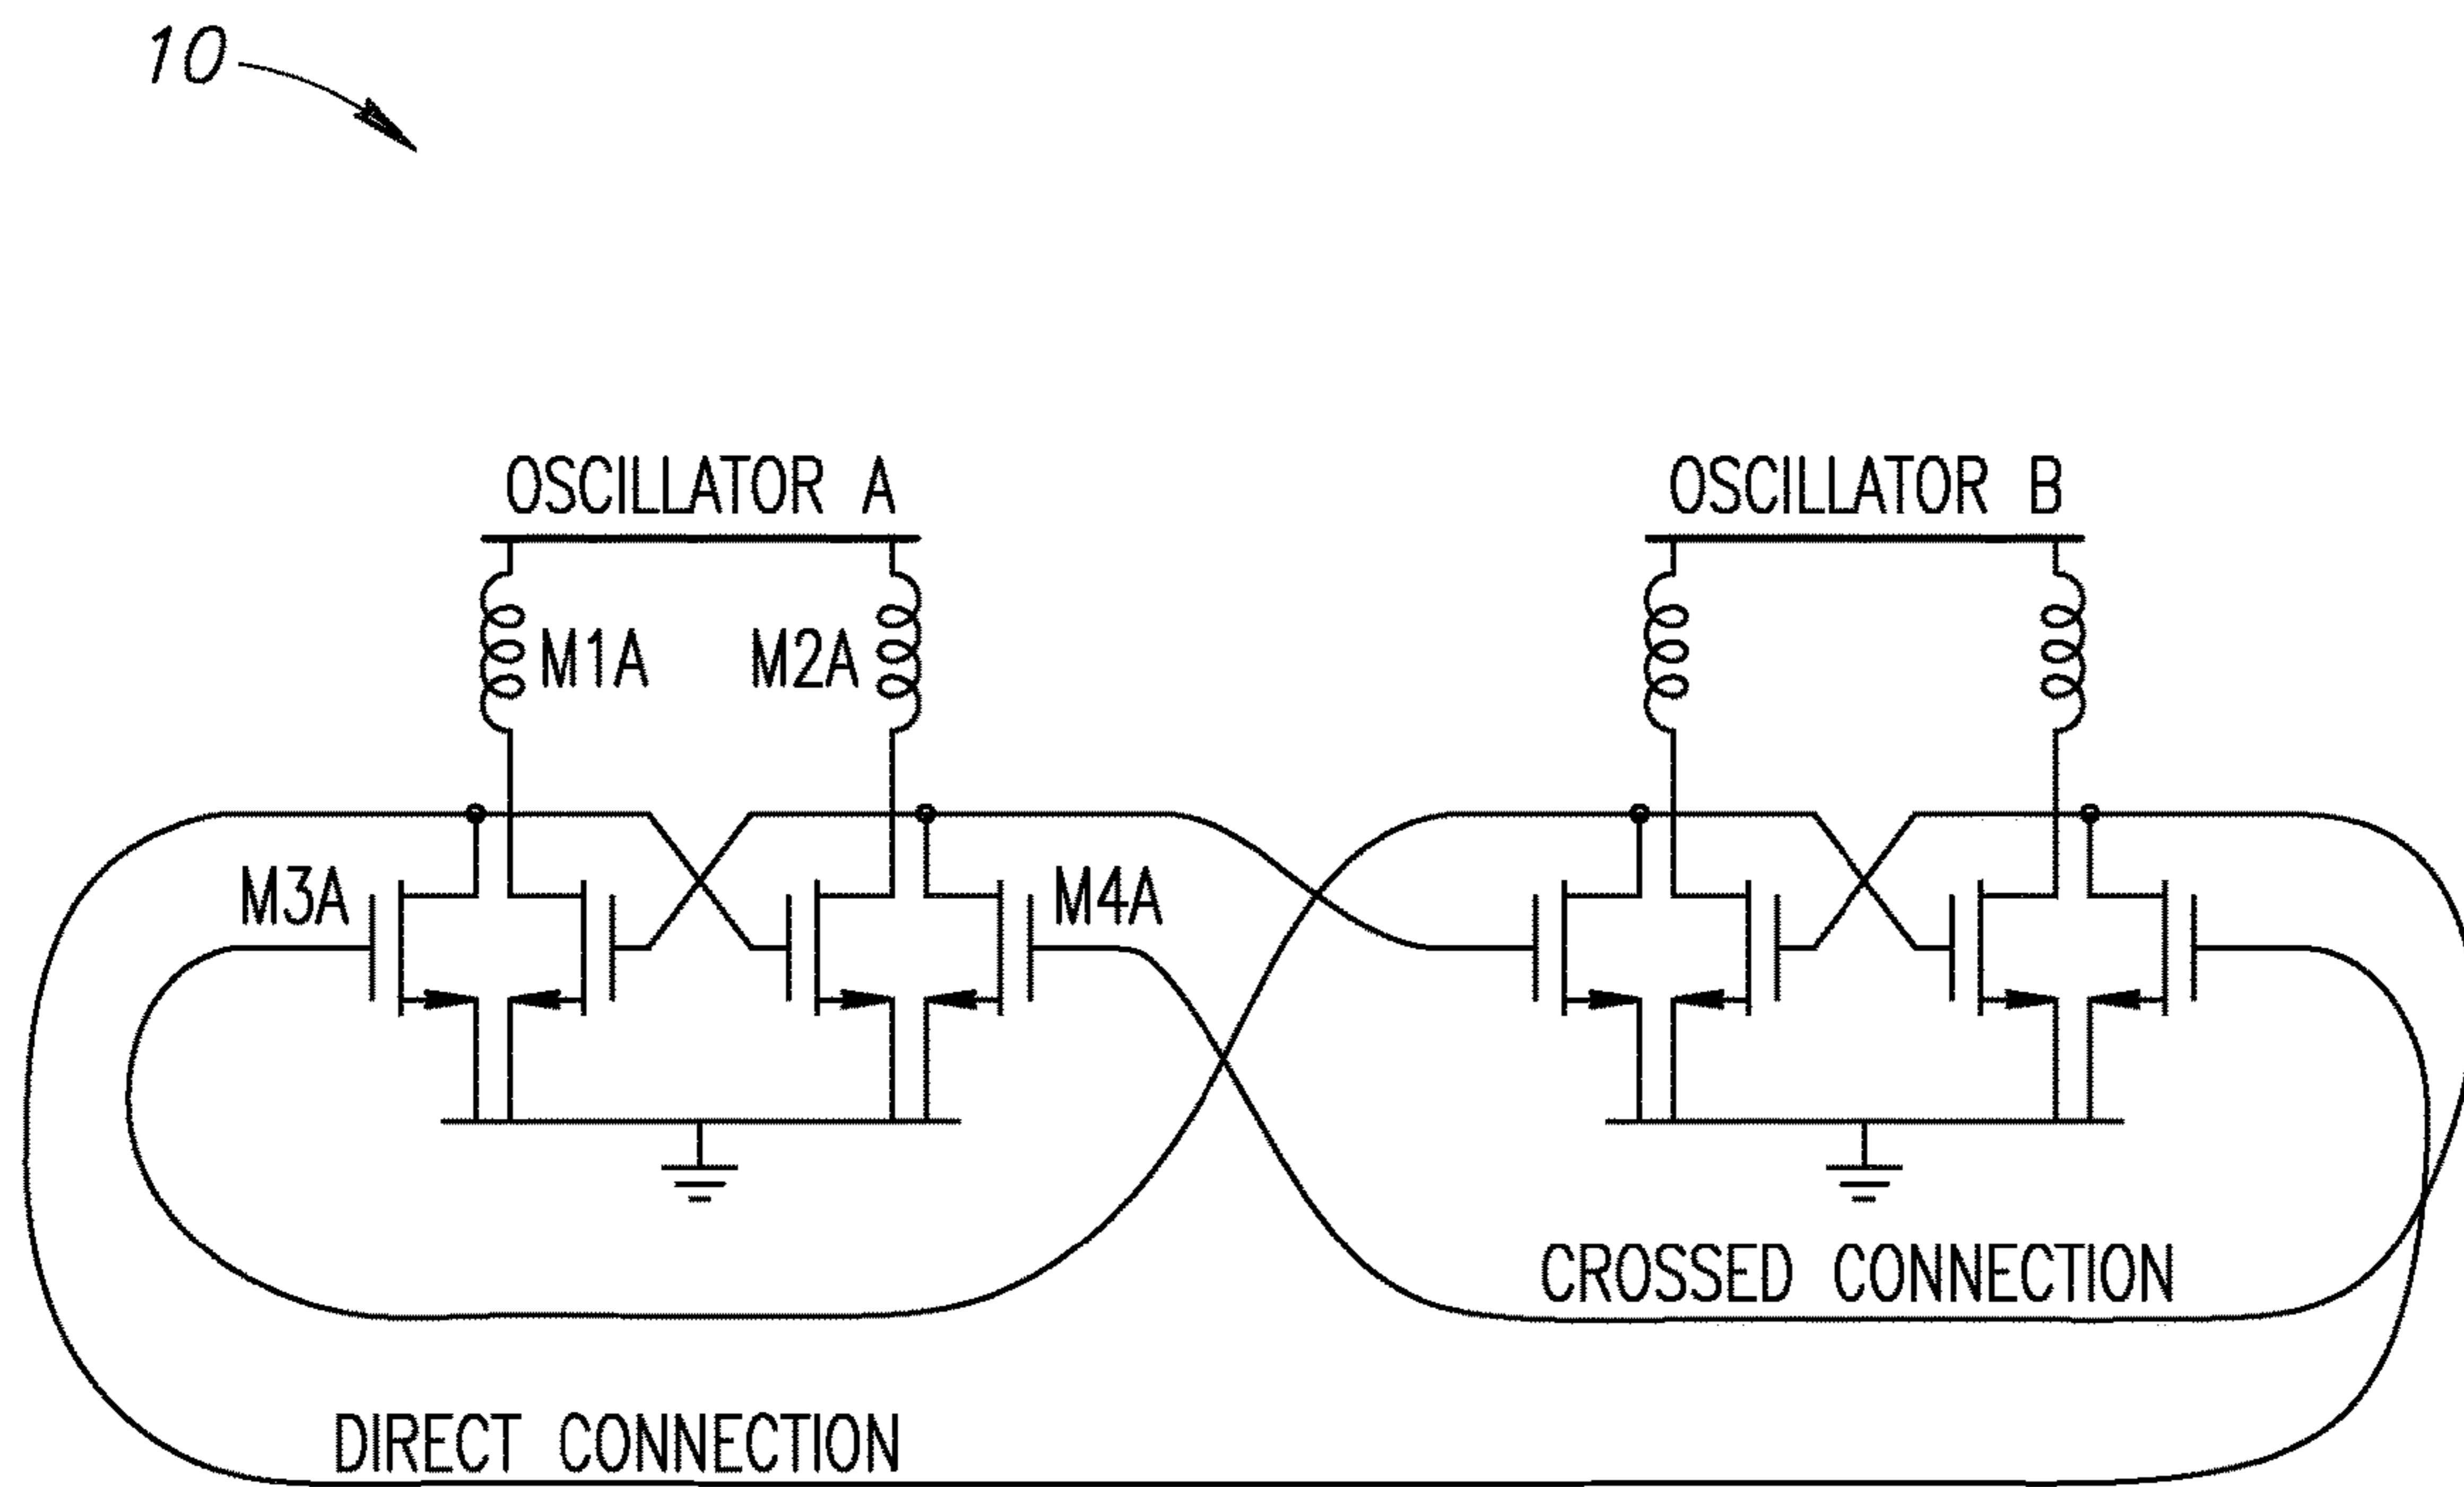 10
OSCILLATOR A
OSCILLATOR B
M1A
M2A
M3A
M4A
CROSSED CONNECTION
DIRECT CONNECTION